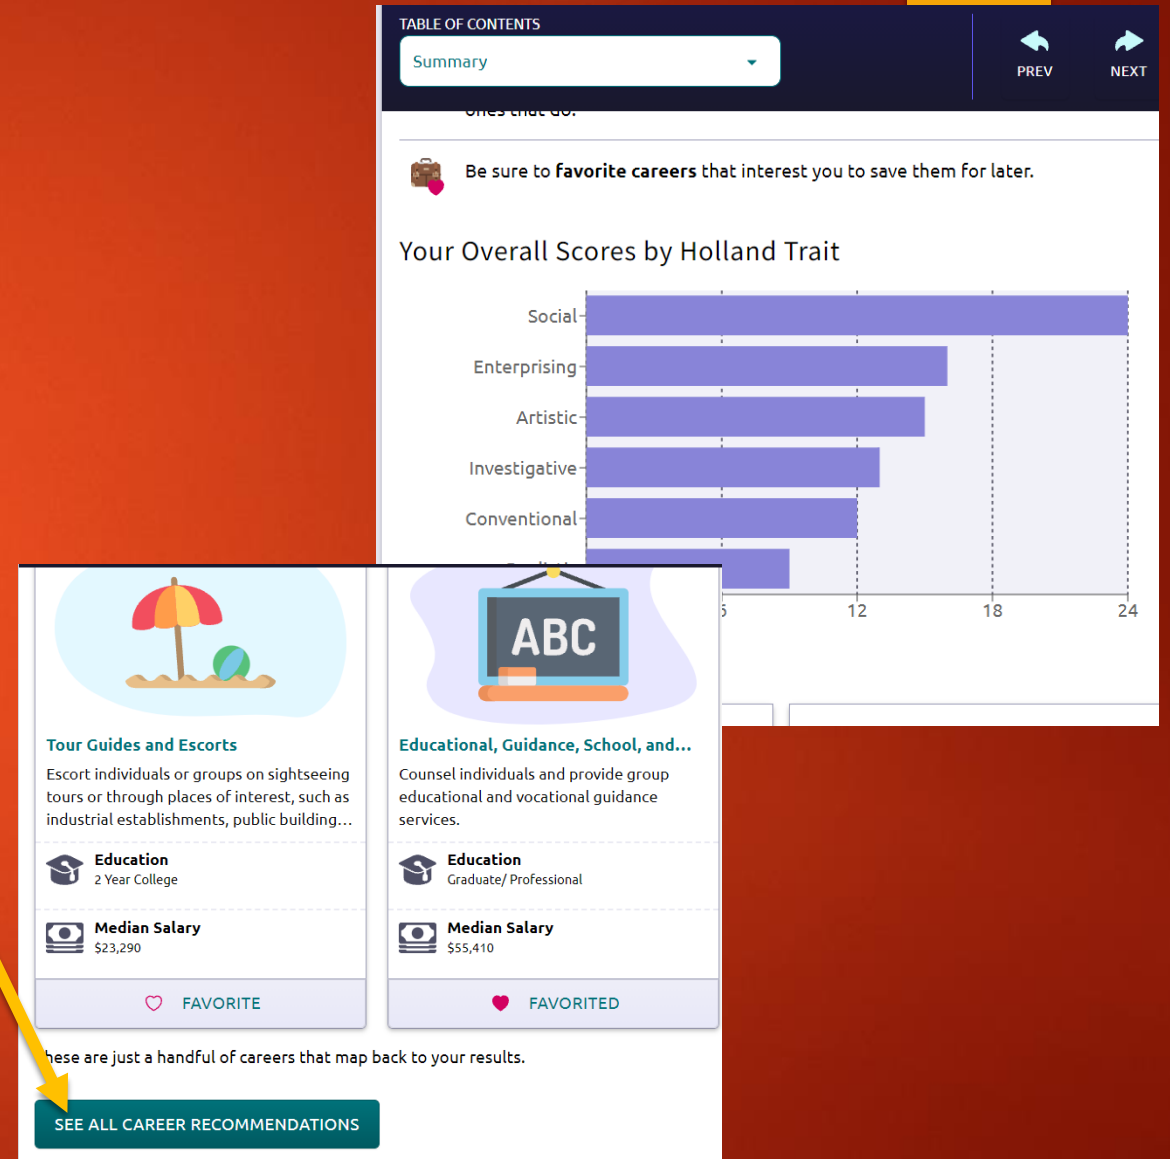 TABLE OF CONTENTS
Summary
PREV
NEXT
ones that do.
Be sure to favorite careers that interest you to save them for later.
Your Overall Scores by Holland Trait
Social
Enterprising
Artistic
Investigative
Conventional
12
18
24
ABC
Tour Guides and Escorts
Escort individuals or groups on sightseeing
tours or through places of interest, such as
industrial establishments, public building...
Education
2 Year College
Median Salary
$23,290
FAVORITE
Educational, Guidance, School, and...
Counsel individuals and provide group
educational and vocational guidance
services.
Education
Graduate/ Professional
Median Salary
$55,410
FAVORITED
hese are just a handful of careers that map back to your results.
SEE ALL CAREER RECOMMENDATIONS